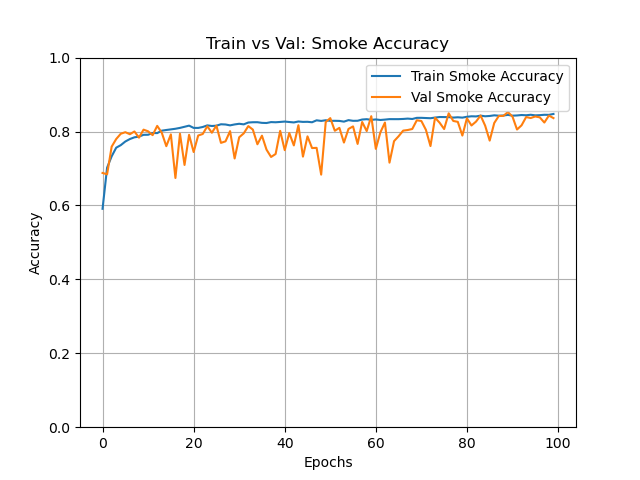 Train vs Val: Smoke Accuracy
Train Smoke Accuracy
Val Smoke Accuracy
1.0
0.8
0.6
0.4
0.2
0.0
Accuracy
0 20 40 60 80 100
Epochs